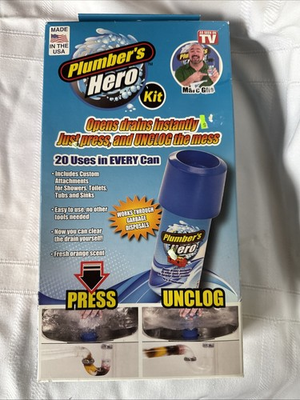 MADE
IN THE
USA
AS SEEN ON
TV
Plumber's
Hero
Kit
Opens drains instantly
Just press, and UNCLOG the mess
20 Uses in EVERY Can
• Includes Custom
Attachments
for Showers, Toilets,
Tubs and Sinks
• Easy to use, no other
tools needed
• Now you can clear
the drain yourself!
• Fresh orange scent
WORKS THROUGH
GARBAGE
DISPOSALS
Plumber's
Hero
PRESS
UNCLOG